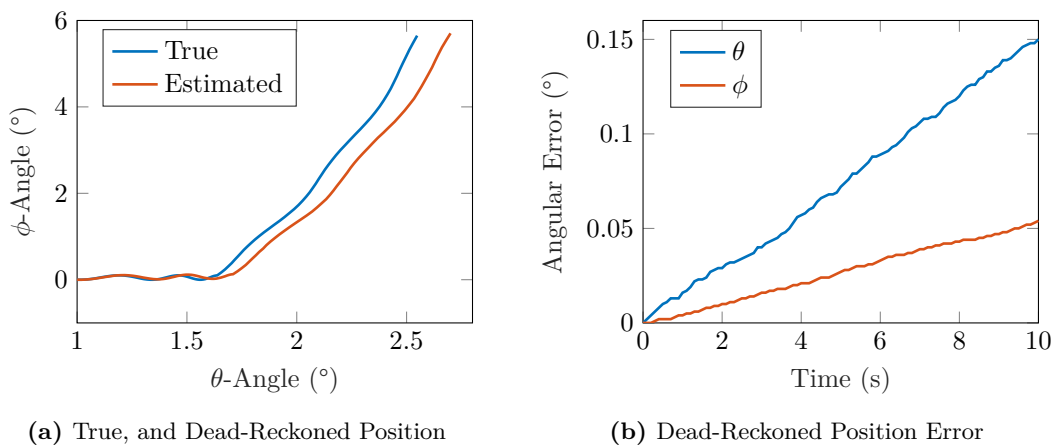 6
4
2
0
φ-Angle (°)
True
Estimated
1
1.5
2
2.5
θ-Angle (°)
(a) True, and Dead-Reckoned Position
0.15
0.1
0.05
0
Angular Error (°)
θ
ϕ
0
2
4
6
8
10
Time (s)
(b) Dead-Reckoned Position Error